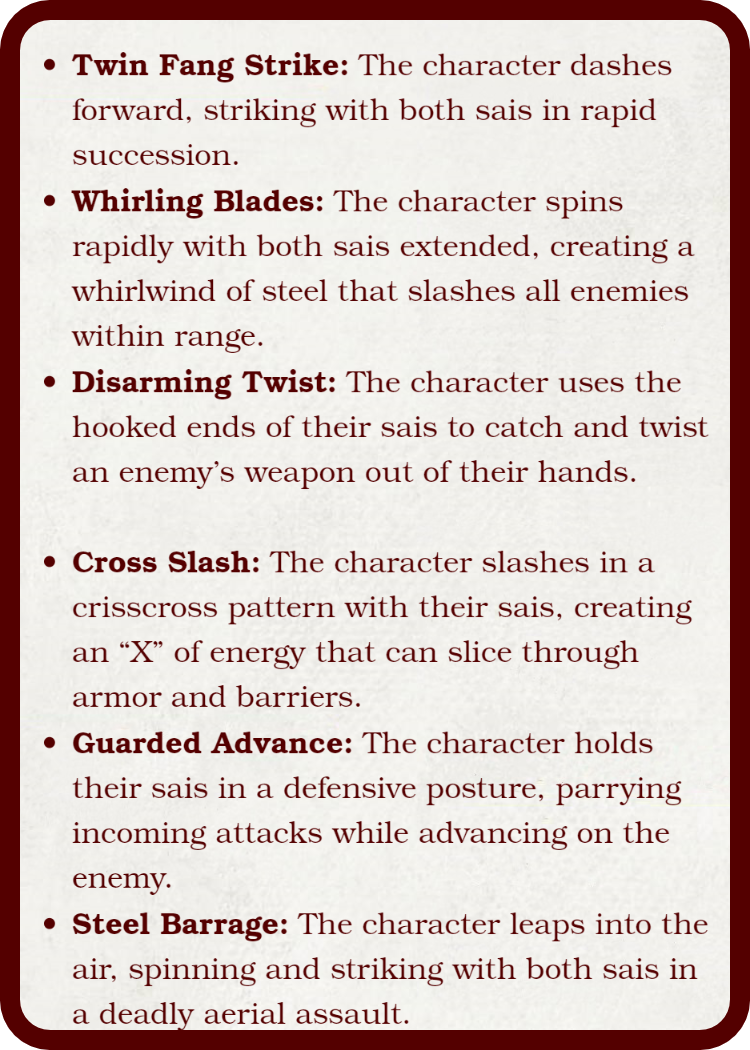 • Twin Fang Strike: The character dashes
forward, striking with both sais in rapid
succession.
• Whirling Blades: The character spins
rapidly with both sais extended, creating a
whirlwind of steel that slashes all enemies
within range.
• Disarming Twist: The character uses the
hooked ends of their sais to catch and twist
an enemy’s weapon out of their hands.
• Cross Slash: The character slashes in a
crisscross pattern with their sais, creating
an “X” of energy that can slice through
armor and barriers.
• Guarded Advance: The character holds
their sais in a defensive posture, parrying
incoming attacks while advancing on the
enemy.
• Steel Barrage: The character leaps into the
air, spinning and striking with both sais in
a deadly aerial assault.